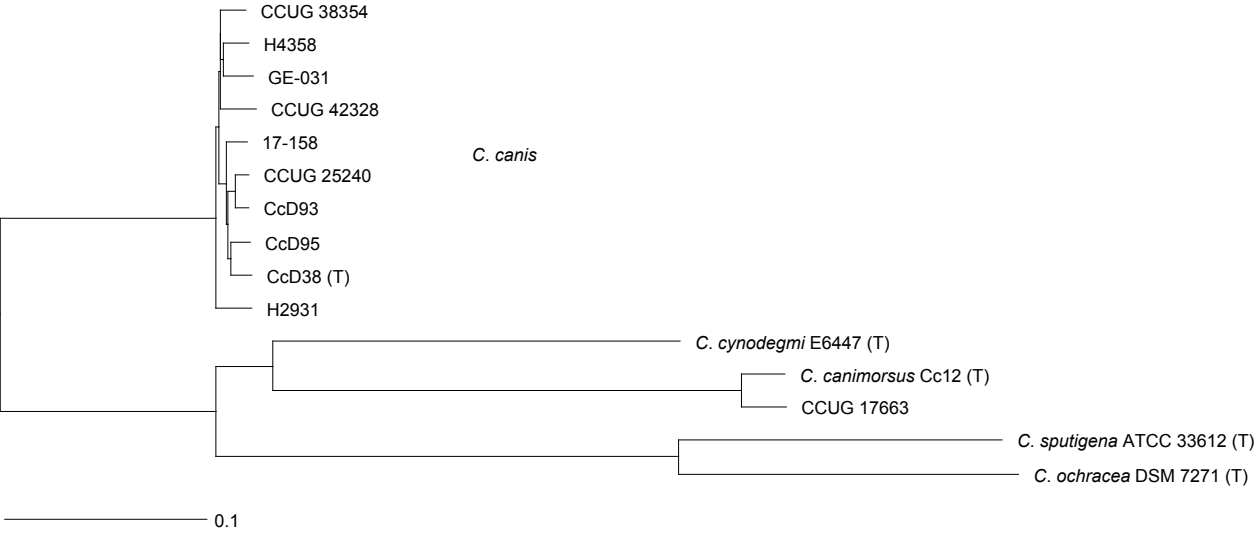 CCUG 38354
H4358
GE-031
CCUG 42328
17-158
C. canis
CCUG 25240
CcD93
CcD95
CcD38 (T)
H2931
C. cynodegmi E6447 (T)
C. canimorsus Cc12 (T)
CCUG 17663
C. sputigena ATCC 33612 (T)
C. ochracea DSM 7271 (T)
0.1